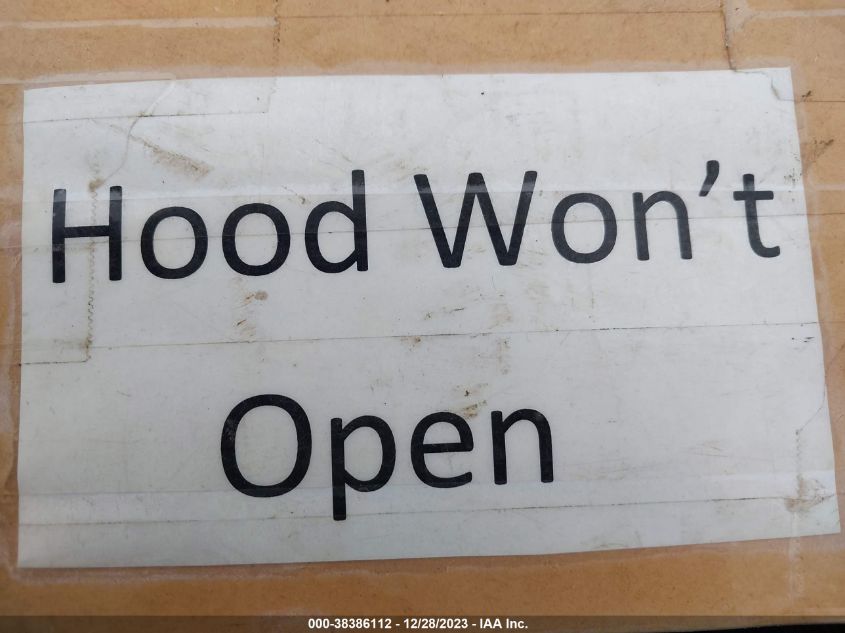 Hood Won’t
Open
000-38386112 - 12/28/2023 - IAA Inc.